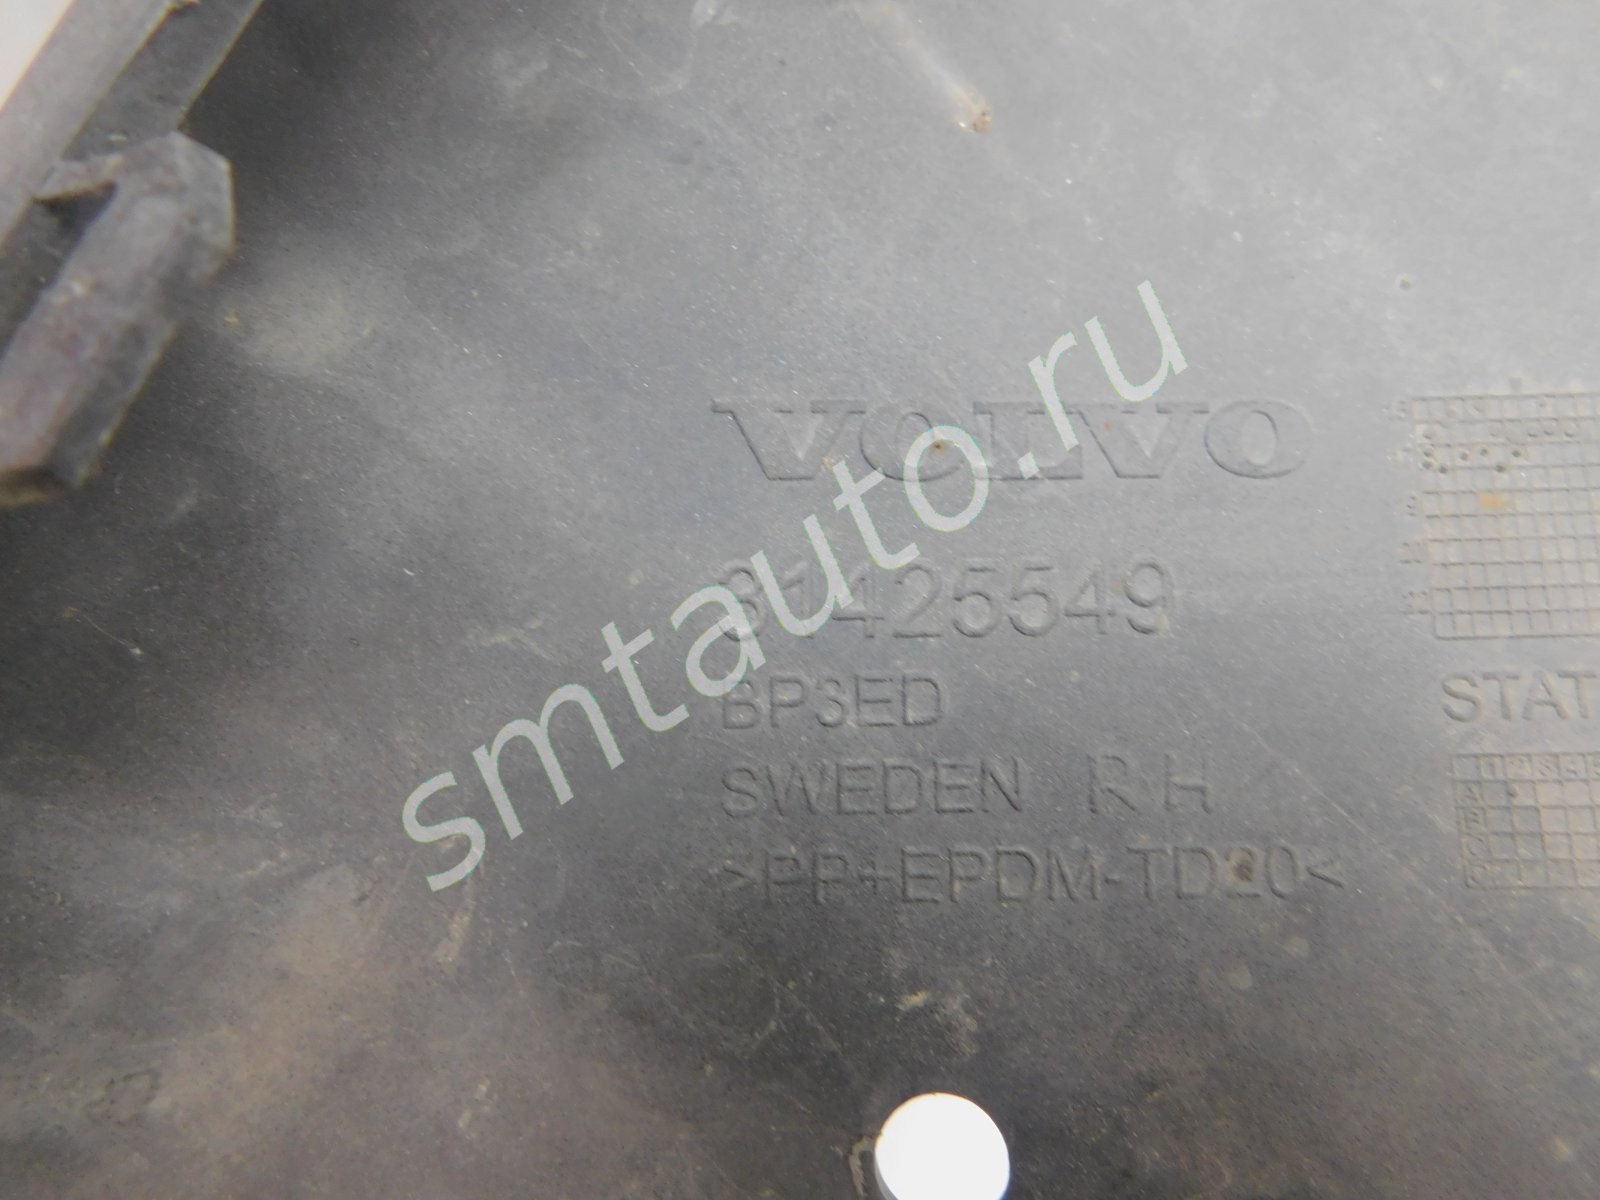 VOLVO
31425549
BP3ED
SWEDEN RH
>PP+EPDM-TD20<
STAT
smtauto.ru